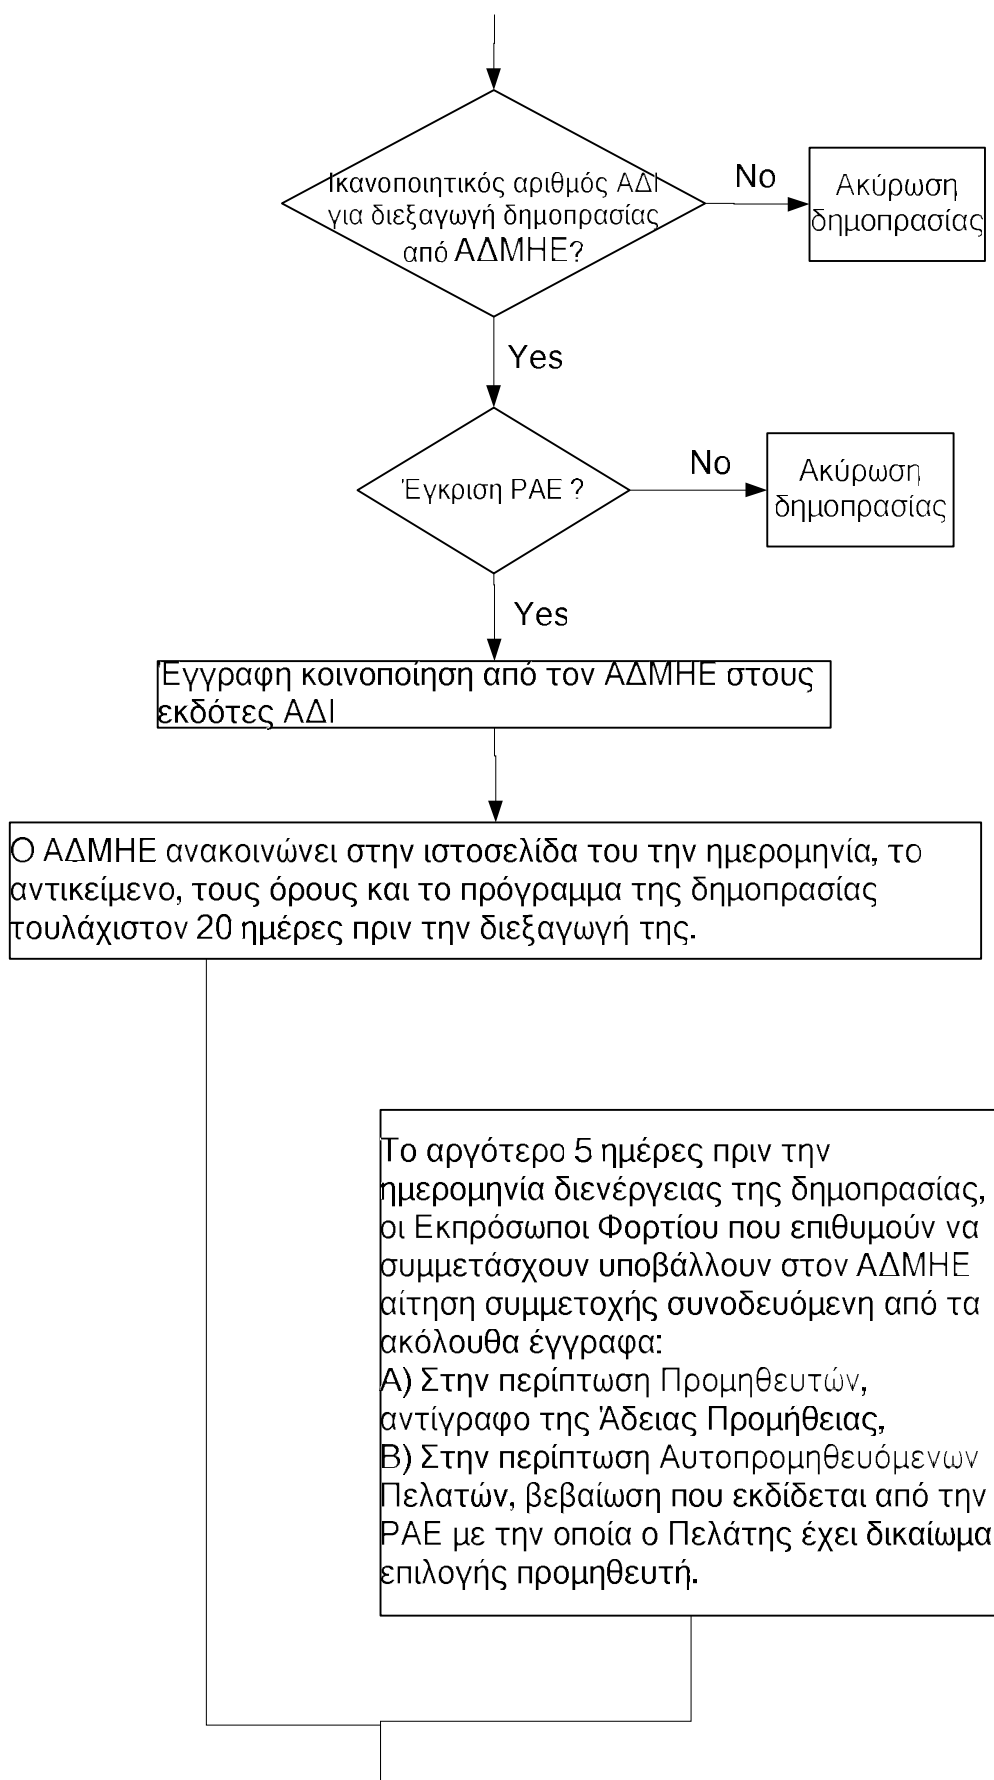 Ικανοποιητικός αριθμός ΑΔΙ
για διεξαγωγή δημοπρασίας
από ΑΔΜΗΕ?
No
Ακύρωση
δημοπρασίας
Yes
Έγκριση ΡΑΕ ?
No
Ακύρωση
δημοπρασίας
Yes
Έγγραφη κοινοποίηση από τον ΑΔΜΗΕ στους
εκδότες ΑΔΙ
Ο ΑΔΜΗΕ ανακοινώνει στην ιστοσελίδα του την ημερομηνία, το
αντικείμενο, τους όρους και το πρόγραμμα της δημοπρασίας
τουλάχιστον 20 ημέρες πριν την διεξαγωγή της.
Το αργότερο 5 ημέρες πριν την
ημερομηνία διενέργειας της δημοπρασίας,
οι Εκπρόσωποι Φορτίου που επιθυμούν να
συμμετάσχουν υποβάλλουν στον ΑΔΜΗΕ
αίτηση συμμετοχής συνοδευόμενη από τα
ακόλουθα έγγραφα:
Α) Στην περίπτωση Προμηθευτών,
αντίγραφο της Άδειας Προμήθειας,
Β) Στην περίπτωση Αυτοπρομηθευόμενων
Πελατών, βεβαίωση που εκδίδεται από την
ΡΑΕ με την οποία ο Πελάτης έχει δικαίωμα
επιλογής προμηθευτή.